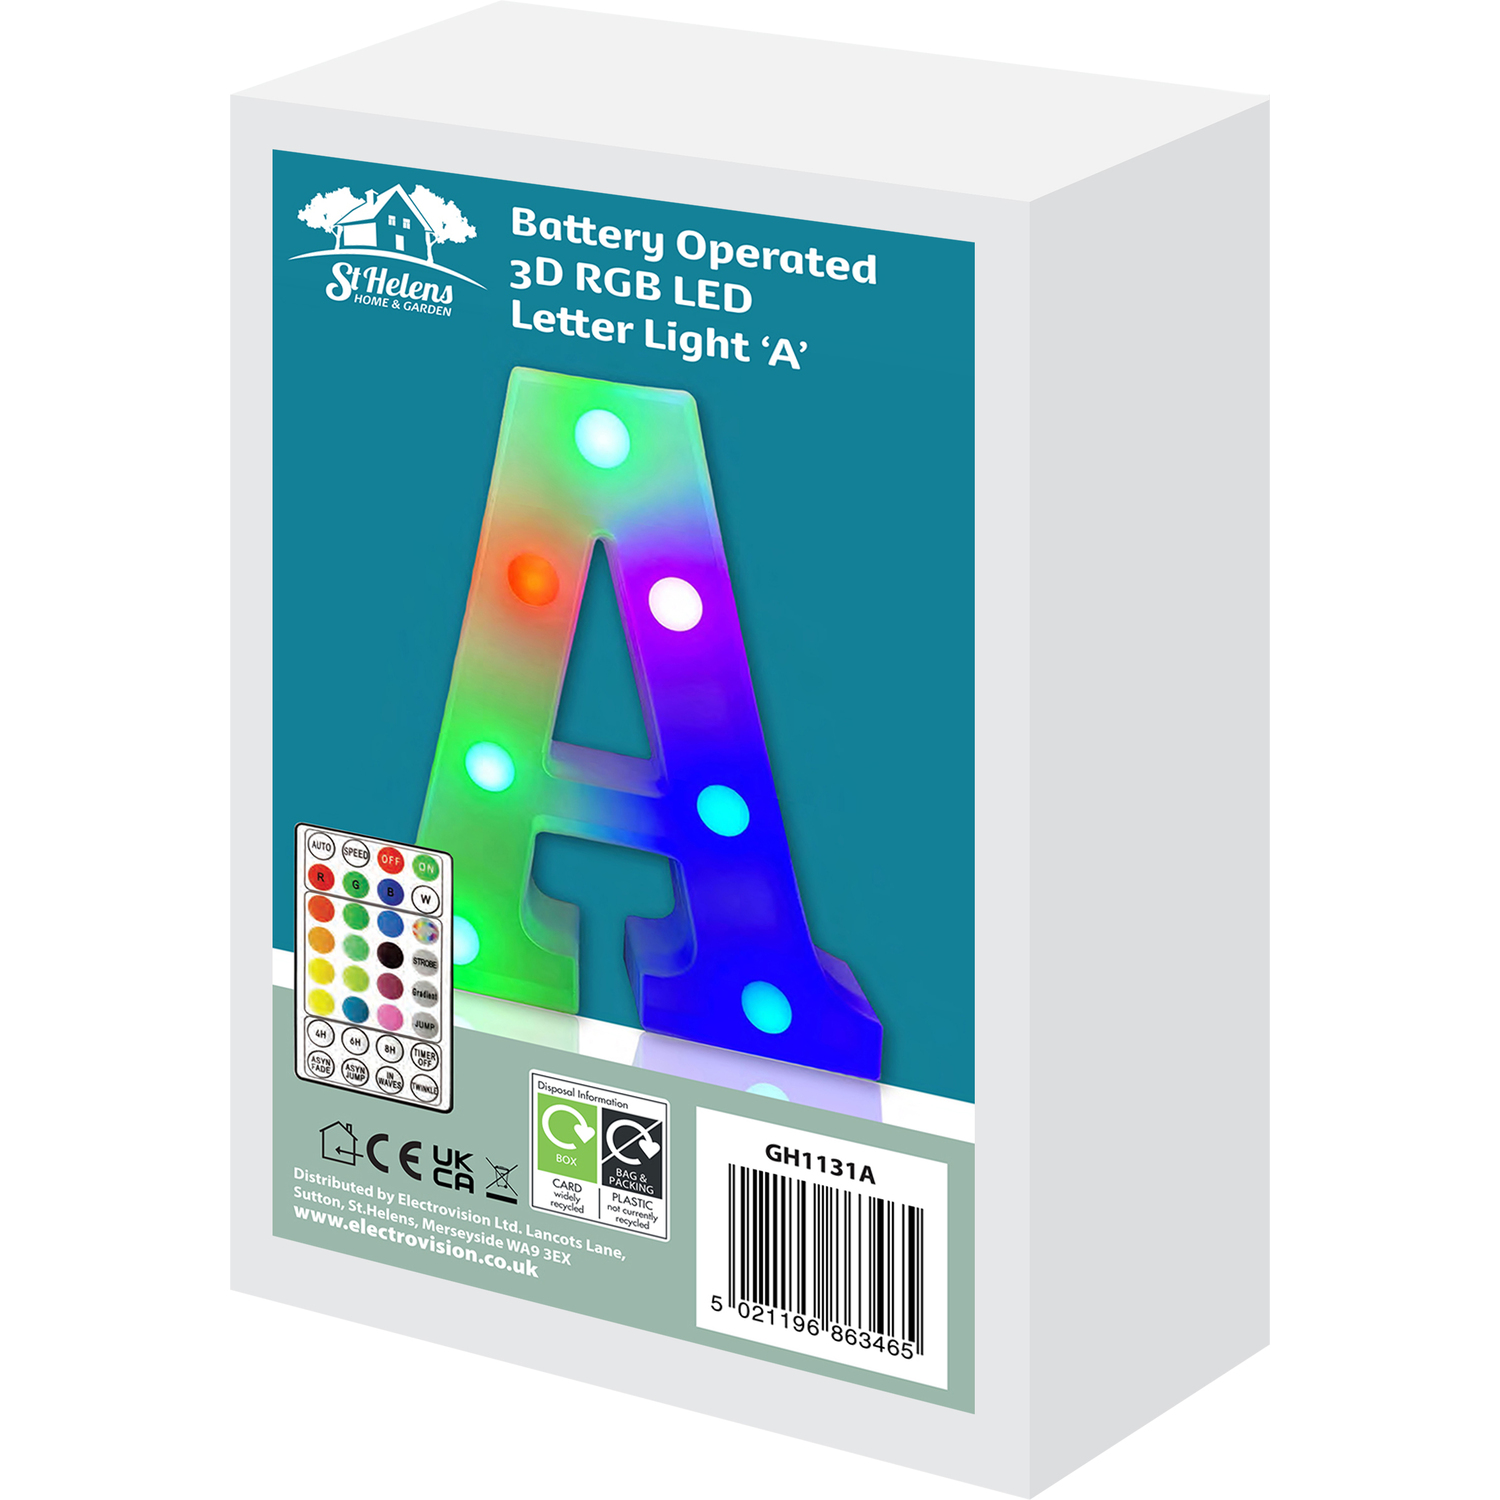 St Helens
HOME & GARDEN
Battery Operated
3D RGB LED
Letter Light ‘A’
AUTO SPEED OFF ON
R G B W
STROBE
Gradient
JUMP
4H 6H 8H TIMER OFF
ASYN FADE ASYN JUMP IN WAVES TWINKLE
CE UK CA
Disposal Information
BOX
CARD
widely
recycled
BAG &
PACKING
PLASTIC
not currently
recycled
Distributed by Electrovision Ltd. Lancots Lane,
Sutton, St.Helens, Merseyside WA9 3EX
www.electrovision.co.uk
GH1131A
5 021196 863465